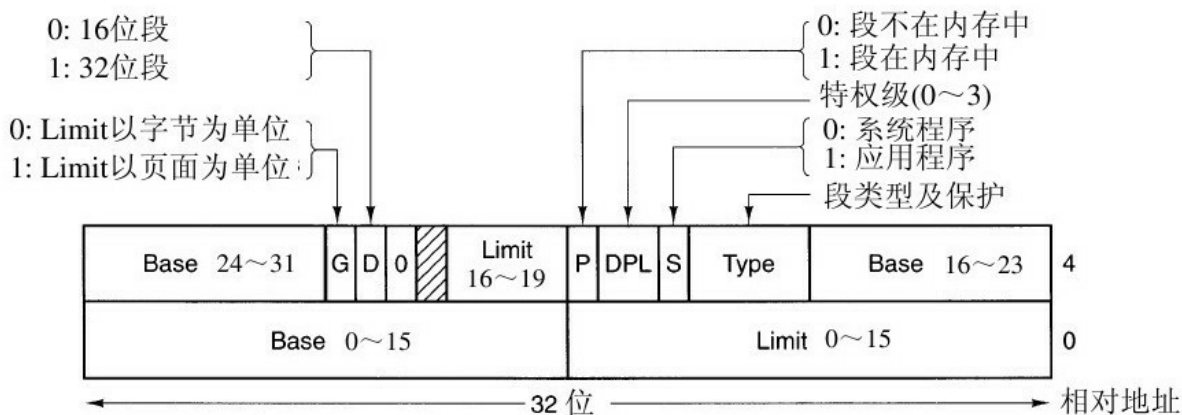 0: 16位段
1: 32位段
0: Limit以字节为单位
1: Limit以页面为单位
0: 段不在内存中
1: 段在内存中
特权级(0～3)
0: 系统程序
1: 应用程序
段类型及保护
Base 24～31 G D 0 Limit 16～19 P DPL S Type Base 16～23 4
Base 0～15 Limit 0～15 0
32 位 相对地址